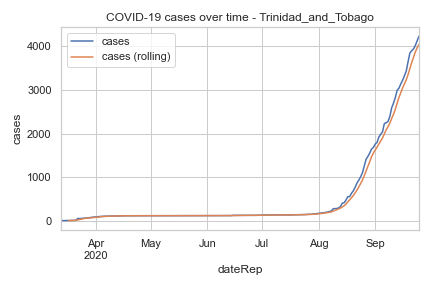 COVID-19 cases over time - Trinidad_and_Tobago
cases
cases (rolling)
cases
4000
3000
2000
1000
0
Apr May Jun Jul Aug Sep
2020
dateRep